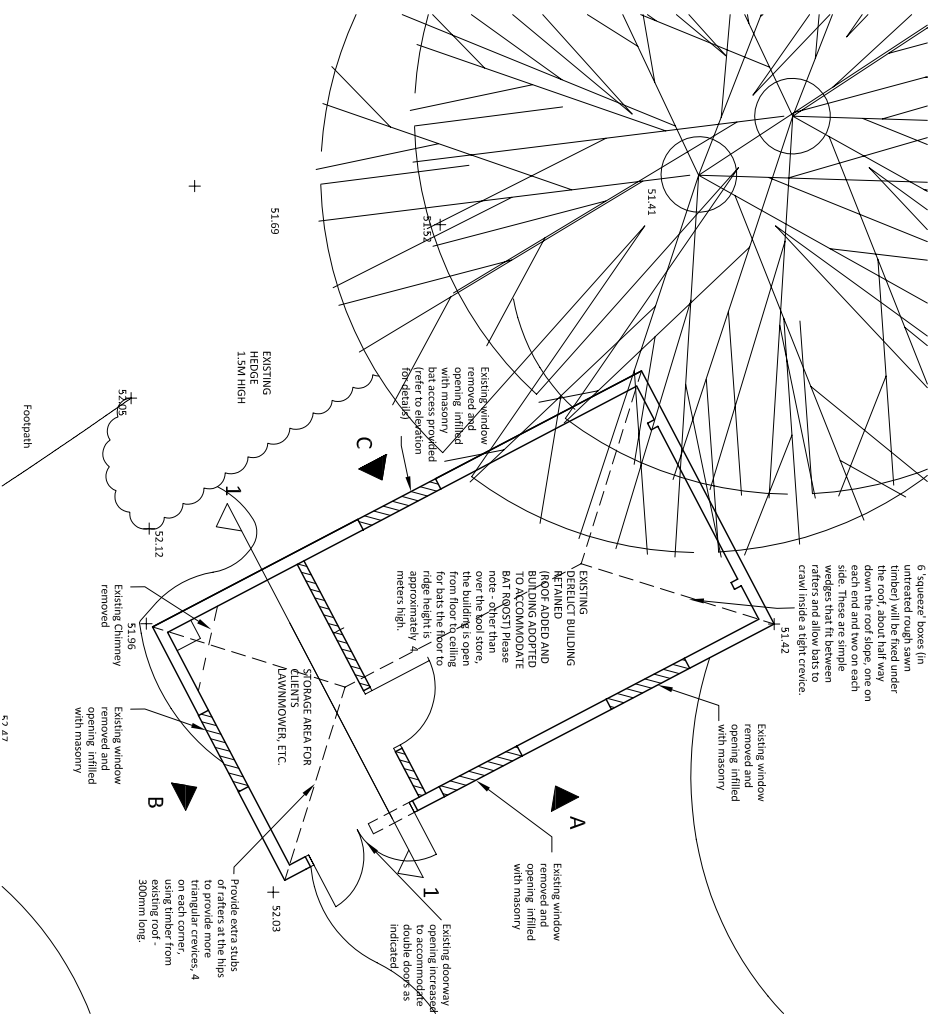 6 'squeeze' boxes (in
untreated rough sawn
timber) will be fixed under
the roof, about half way
down the roof slope, one on
each end and two on each
side. These are simple
wedges that fit between
rafters and allow bats to
crawl inside a tight crevice.
51.42
Existing window
removed and
opening infilled
with masonry
51.41
EXISTING
DERELICT BUILDING
RETAINED
(ROOF ADDED AND
BUILDING ADOPTED
TO ACCOMMODATE
BAT ROOST) Please
note - other than
over the tool store,
the building is open
from floor to ceiling
for bats the floor to
ridge height is
approximately 4
meters high.
A
Existing window
removed and
opening infilled
with masonry
Existing window
removed and
opening infilled
with masonry
bat access provided
(refer to elevation
for details)
51.52
C
1
Existing doorway
opening increased
to accommodate
double doors as
indicated
STORAGE AREA FOR
CLIENTS
LAWNMOWER, ETC.
51.69
EXISTING
HEDGE
1.5M HIGH
1
52.03
Provide extra stubs
of rafters at the hips
to provide more
triangular crevices, 4
on each corner,
using timber from
existing roof -
300mm long.
52.12
B
52.05
51.96
Existing Chimney
removed
Existing window
removed and
opening infilled
with masonry
Footpath
52.47